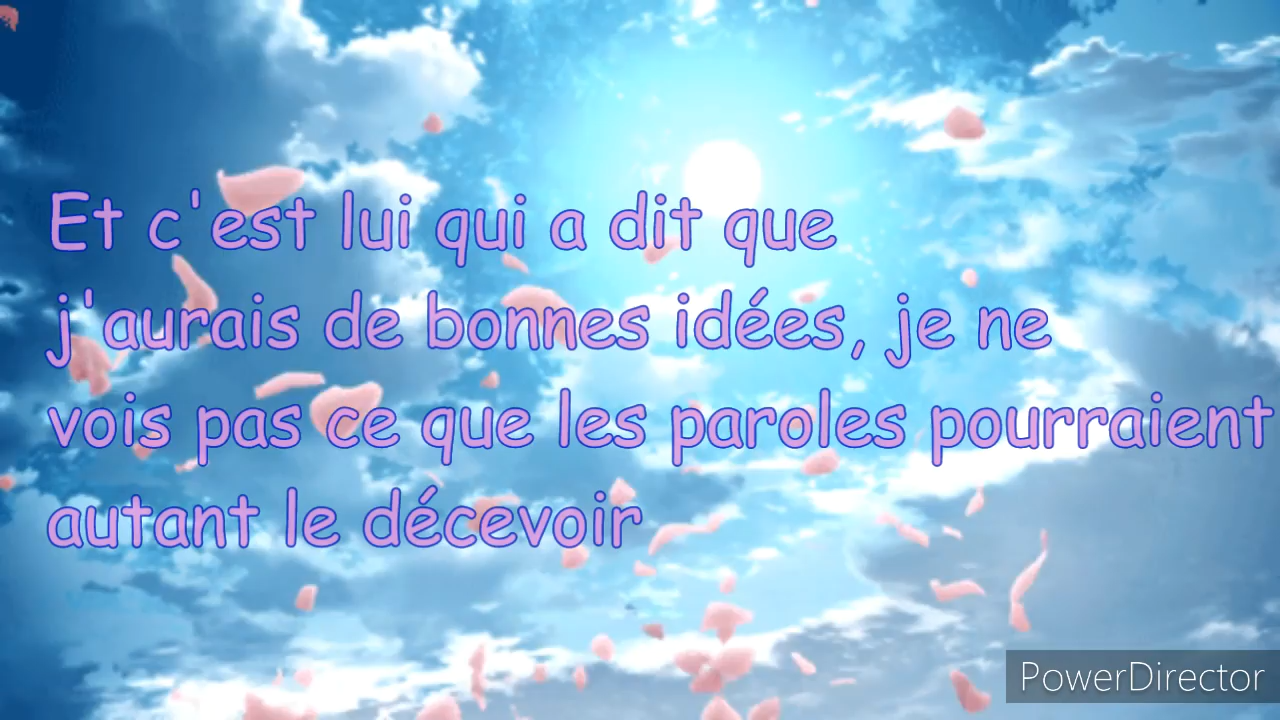 Et c'est lui qui a dit que
j'aurais de bonnes idées, je ne
vois pas ce que les paroles pourraient
autant le décevoir
PowerDirector